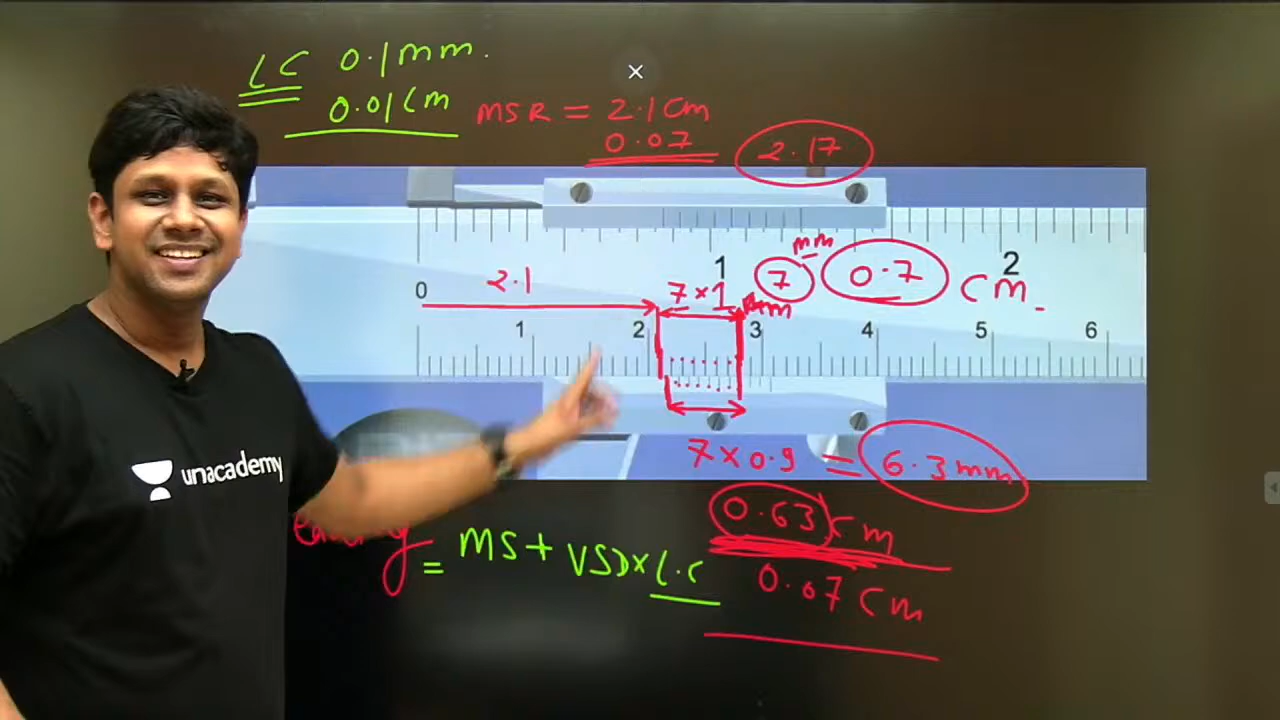 LC 0.1mm.
0.01Cm
MSR = 2.1Cm
0.07
2.17
mm
1
2
7
0.7
Cm.
2.1
7×1
mm
0
1
2
3
4
5
6
unacademy
7×0.9 = 6.3mm
0.63 Cm
= MS + VSD×L.C
0.07Cm